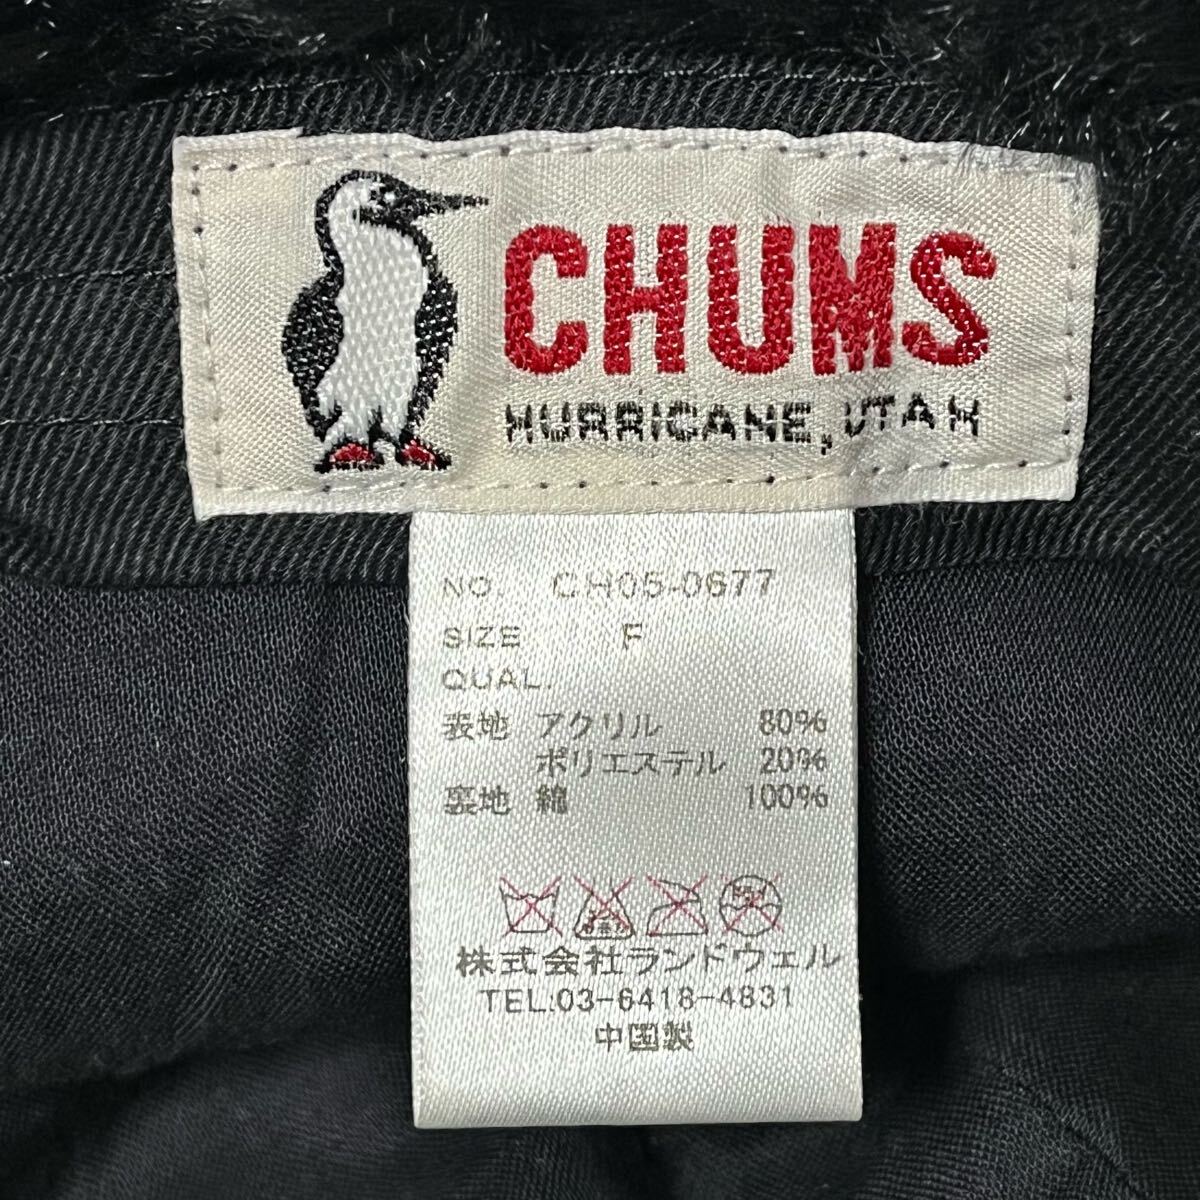 CHUMS
HURRICANE, UTAH
NO. CH05-0677
SIZE F
QUAL.
表地 アクリル 80%
ポリエステル 20%
裏地 綿 100%
株式会社ランドウェル
TEL:03-6418-4831
中国製